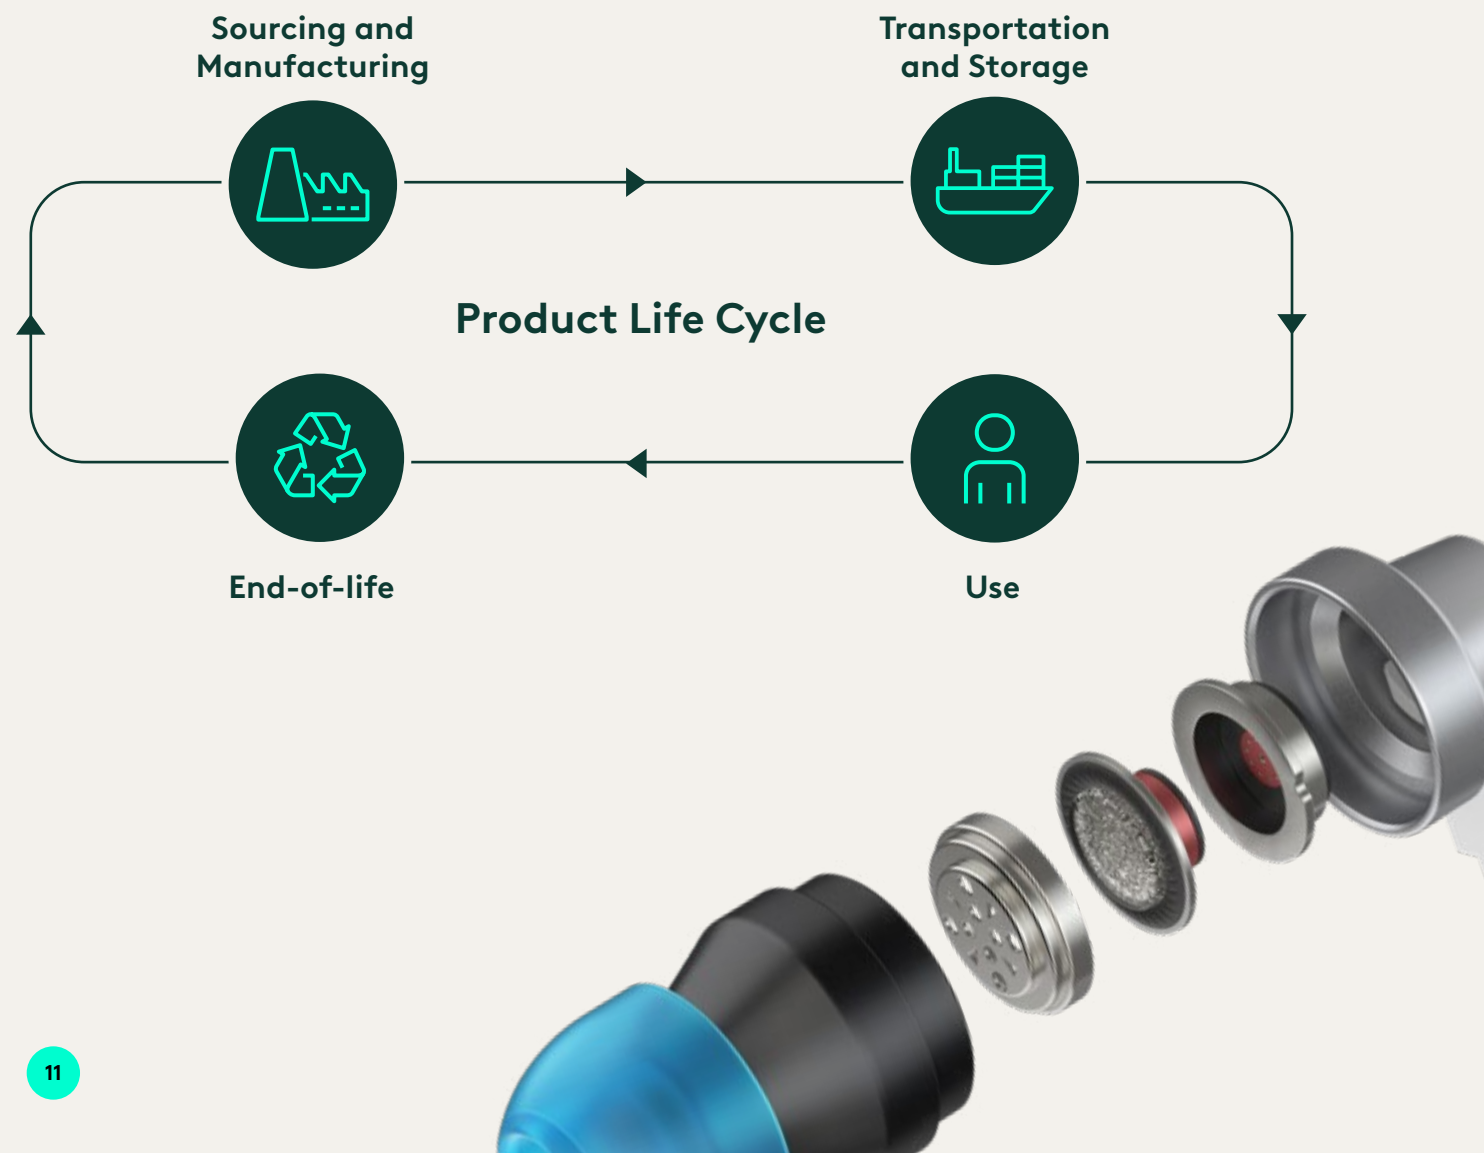 Sourcing and
Manufacturing
Transportation
and Storage
Product Life Cycle
End-of-life
Use
11